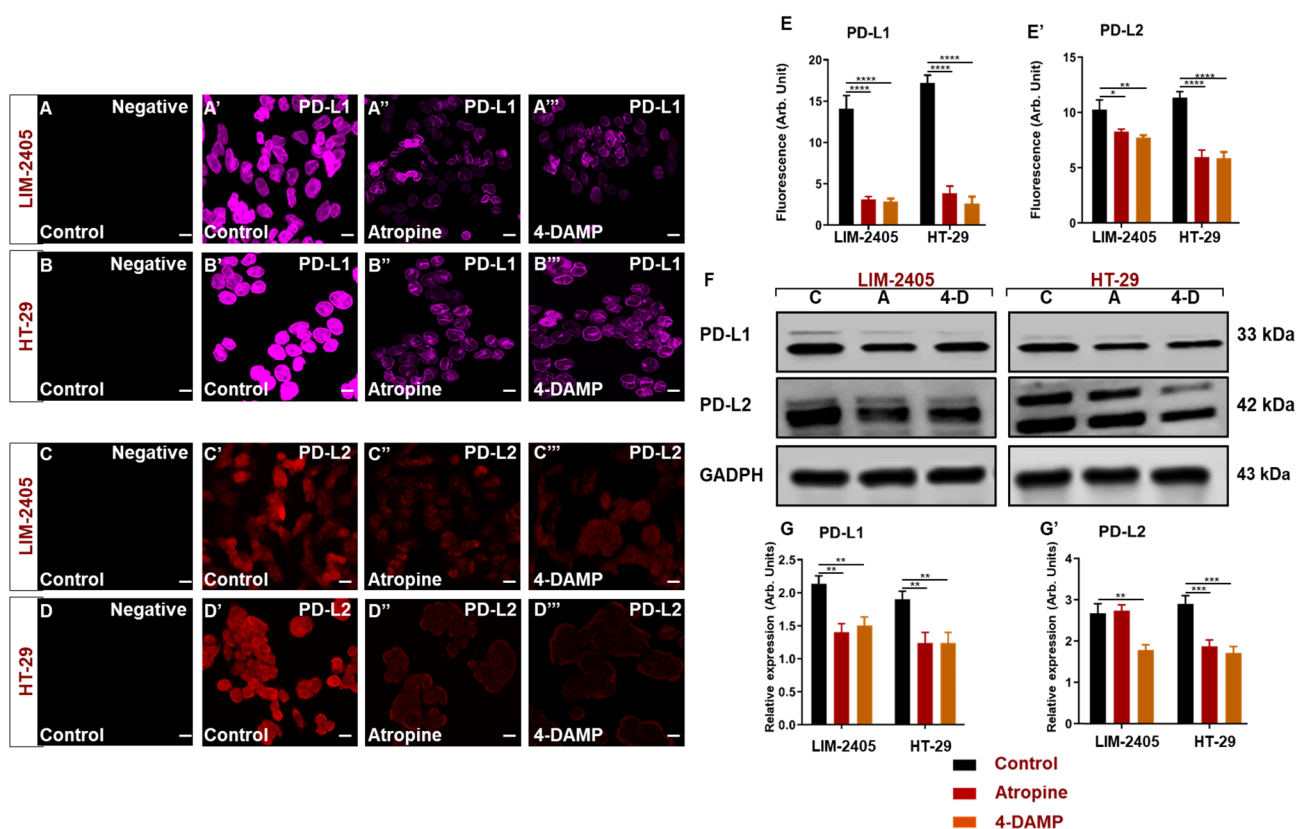 LIM-2405
A
Negative
Control
A'
PD-L1
Control
A''
PD-L1
Atropine
A'''
PD-L1
4-DAMP
HT-29
B
Negative
Control
B'
PD-L1
Control
B''
PD-L1
Atropine
B'''
PD-L1
4-DAMP
LIM-2405
C
Negative
Control
C'
PD-L2
Control
C''
PD-L2
Atropine
C'''
PD-L2
4-DAMP
HT-29
D
Negative
Control
D'
PD-L2
Control
D''
PD-L2
Atropine
D'''
PD-L2
4-DAMP
E
PD-L1
Fluorescence (Arb. Unit)
20
15
10
5
0
****
****
****
****
LIM-2405 HT-29
E'
PD-L2
Fluorescence (Arb. Unit)
15
10
5
0
**
*
****
****
LIM-2405 HT-29
F
LIM-2405 HT-29
C A 4-D C A 4-D
PD-L1 33 kDa
PD-L2 42 kDa
GADPH 43 kDa
G
PD-L1
Relative expression (Arb. Units)
2.5
2.0
1.5
1.0
0.5
0.0
**
**
**
**
LIM-2405 HT-29
G'
PD-L2
Relative expression (Arb. Units)
4
3
2
1
0
**
***
***
LIM-2405 HT-29
Control
Atropine
4-DAMP